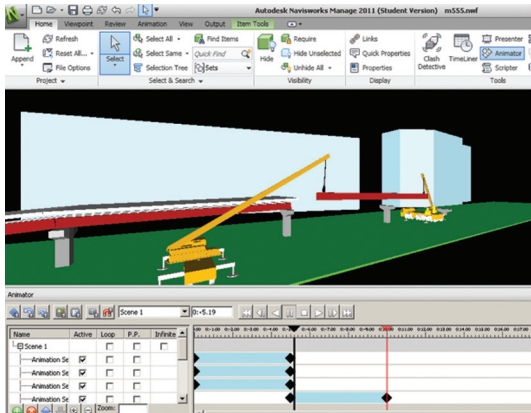 Autodesk Navisworks Manage 2011 (Student Version) m555.nwf
Home Viewpoint Review Animation View Output Item Tools
Append
Refresh
Reset All...
File Options
Project
Select
Select All
Select Same
Selection Tree
Find Items
Quick Find
Sets
Select & Search
Hide
Require
Hide Unselected
Unhide All
Visibility
Links
Quick Properties
Properties
Display
Clash Detective
TimeLiner
Presenter
Animator
Scripter
Tools
Animator
Scene 1 0:-5.19
Name Active Loop P.P. Infinite
Scene 1
Animation Se
Animation Se
Animation Se
Animation Se
Zoom: